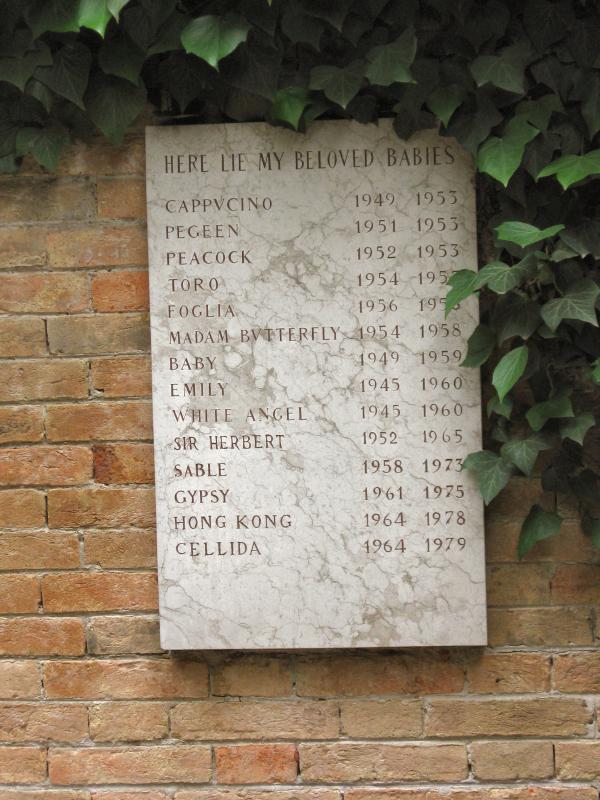 HERE LIE MY BELOVED BABIES
CAPPVCINO 1949 1953
PEGEEN 1951 1953
PEACOCK 1952 1953
TORO 1954 1957
FOGLIA 1956 1958
MADAM BVTTERFLY 1954 1958
BABY 1949 1959
EMILY 1945 1960
WHITE ANGEL 1945 1960
SIR HERBERT 1952 1965
SABLE 1958 1973
GYPSY 1961 1975
HONG KONG 1964 1978
CELLIDA 1964 1979